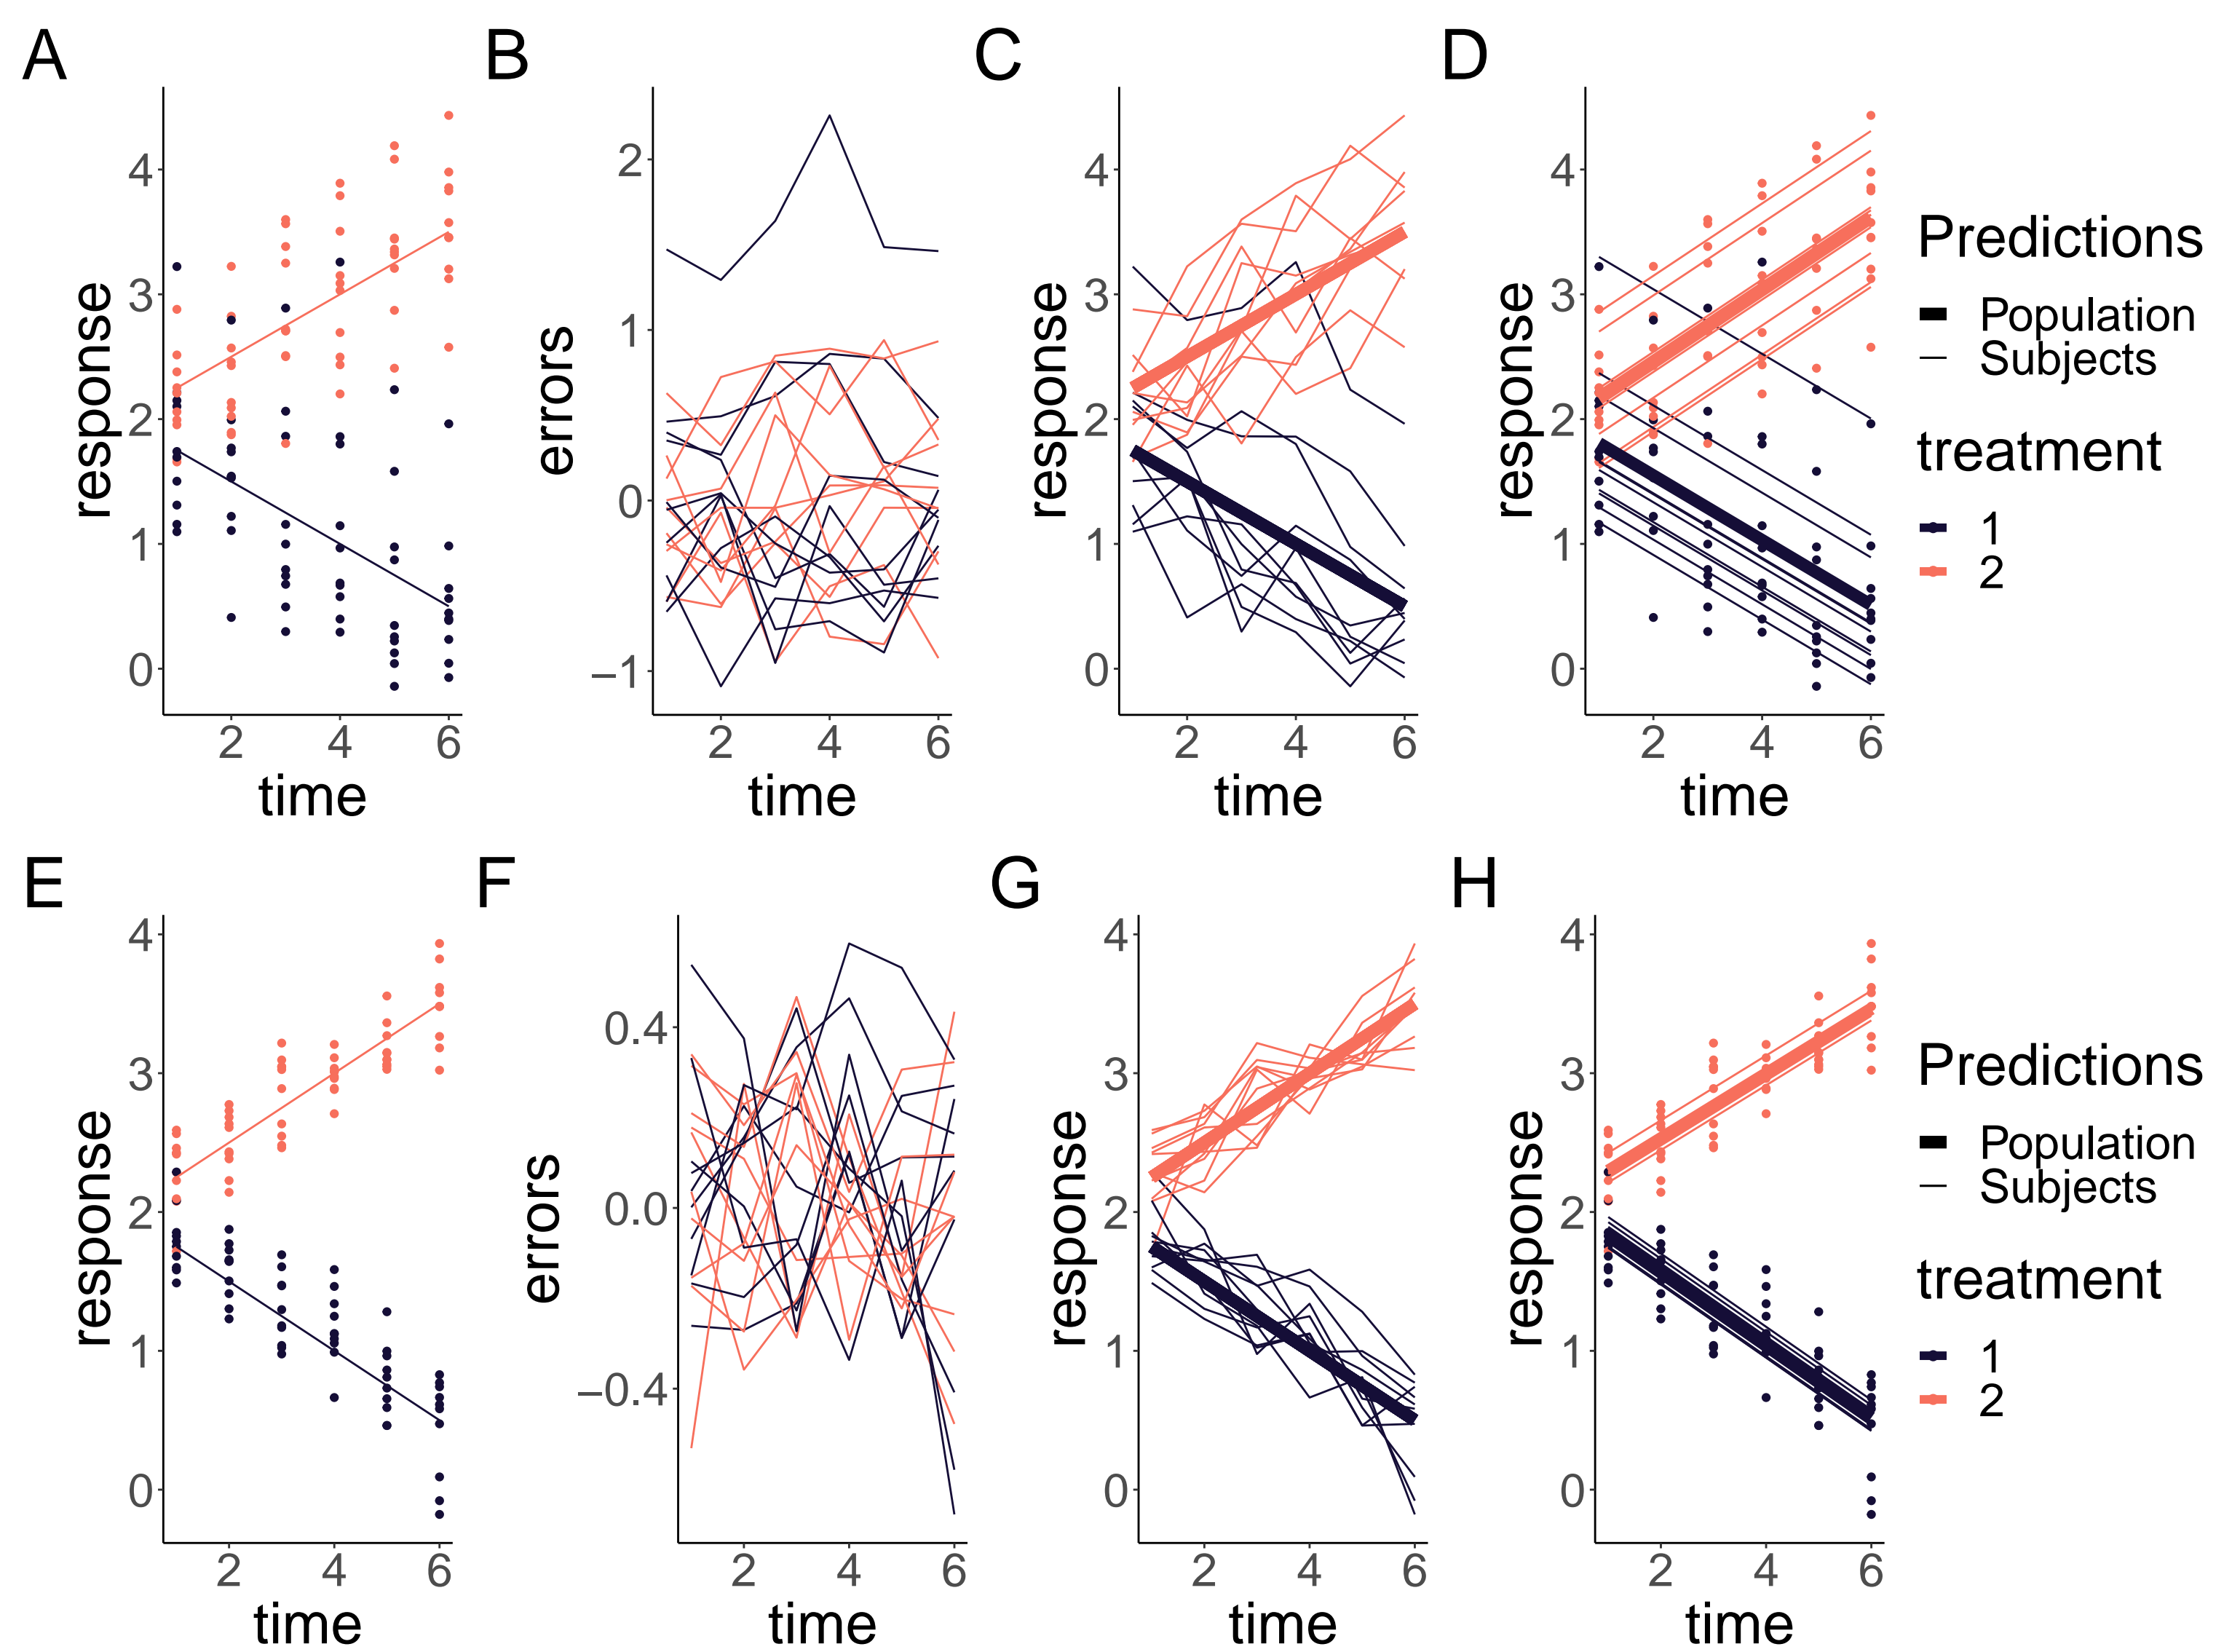 A
B
C
D
response
4
3
2
1
0
2
4
6
time
errors
2
1
0
−1
2
4
6
time
response
4
3
2
1
0
2
4
6
time
response
4
3
2
1
0
2
4
6
time
Predictions
Population
Subjects
treatment
1
2
E
F
G
H
response
4
3
2
1
0
2
4
6
time
errors
0.4
0.0
−0.4
2
4
6
time
response
4
3
2
1
0
2
4
6
time
response
4
3
2
1
0
2
4
6
time
Predictions
Population
Subjects
treatment
1
2